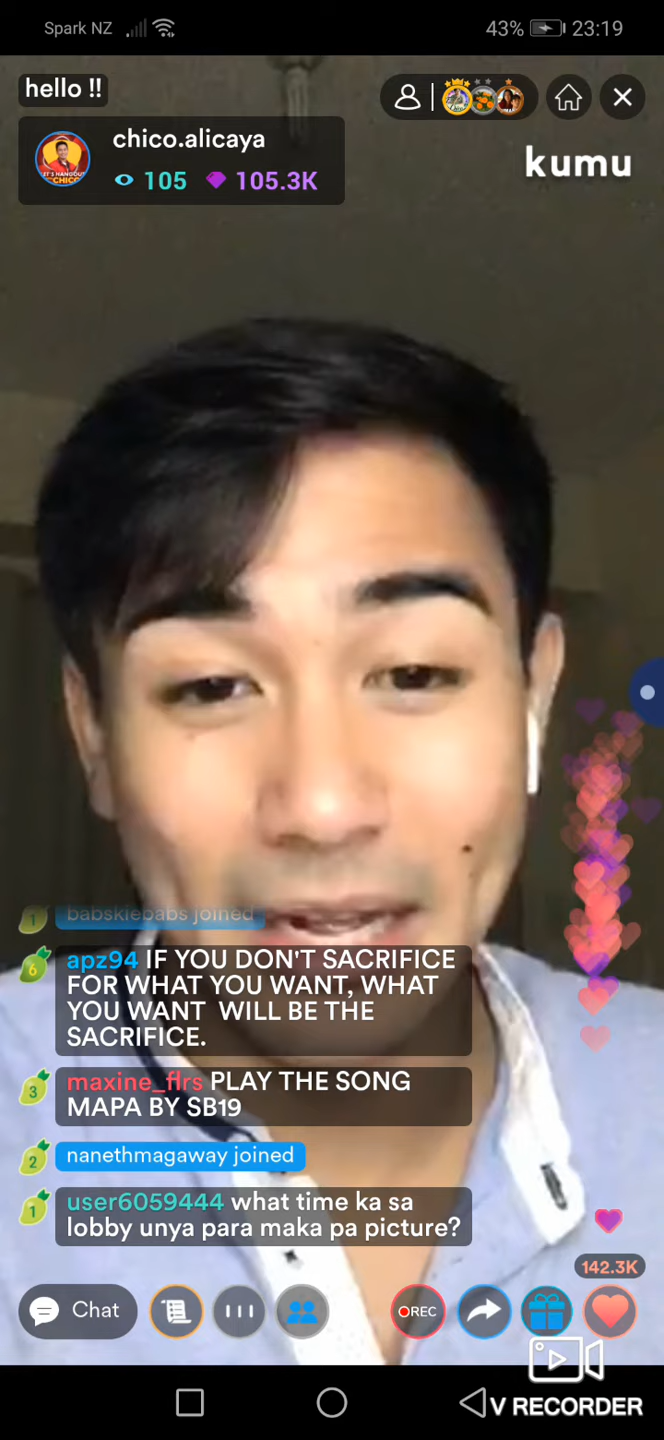 Spark NZ
43% 23:19
hello !!
chico.alicaya
105 105.3K
kumu
1 babskiebabs joined
6 apz94 IF YOU DON'T SACRIFICE
FOR WHAT YOU WANT, WHAT
YOU WANT WILL BE THE
SACRIFICE.
3 maxine_flrs PLAY THE SONG
MAPA BY SB19
2 nanethmagaway joined
1 user6059444 what time ka sa
lobby unya para maka pa picture?
142.3K
Chat
REC
V RECORDER